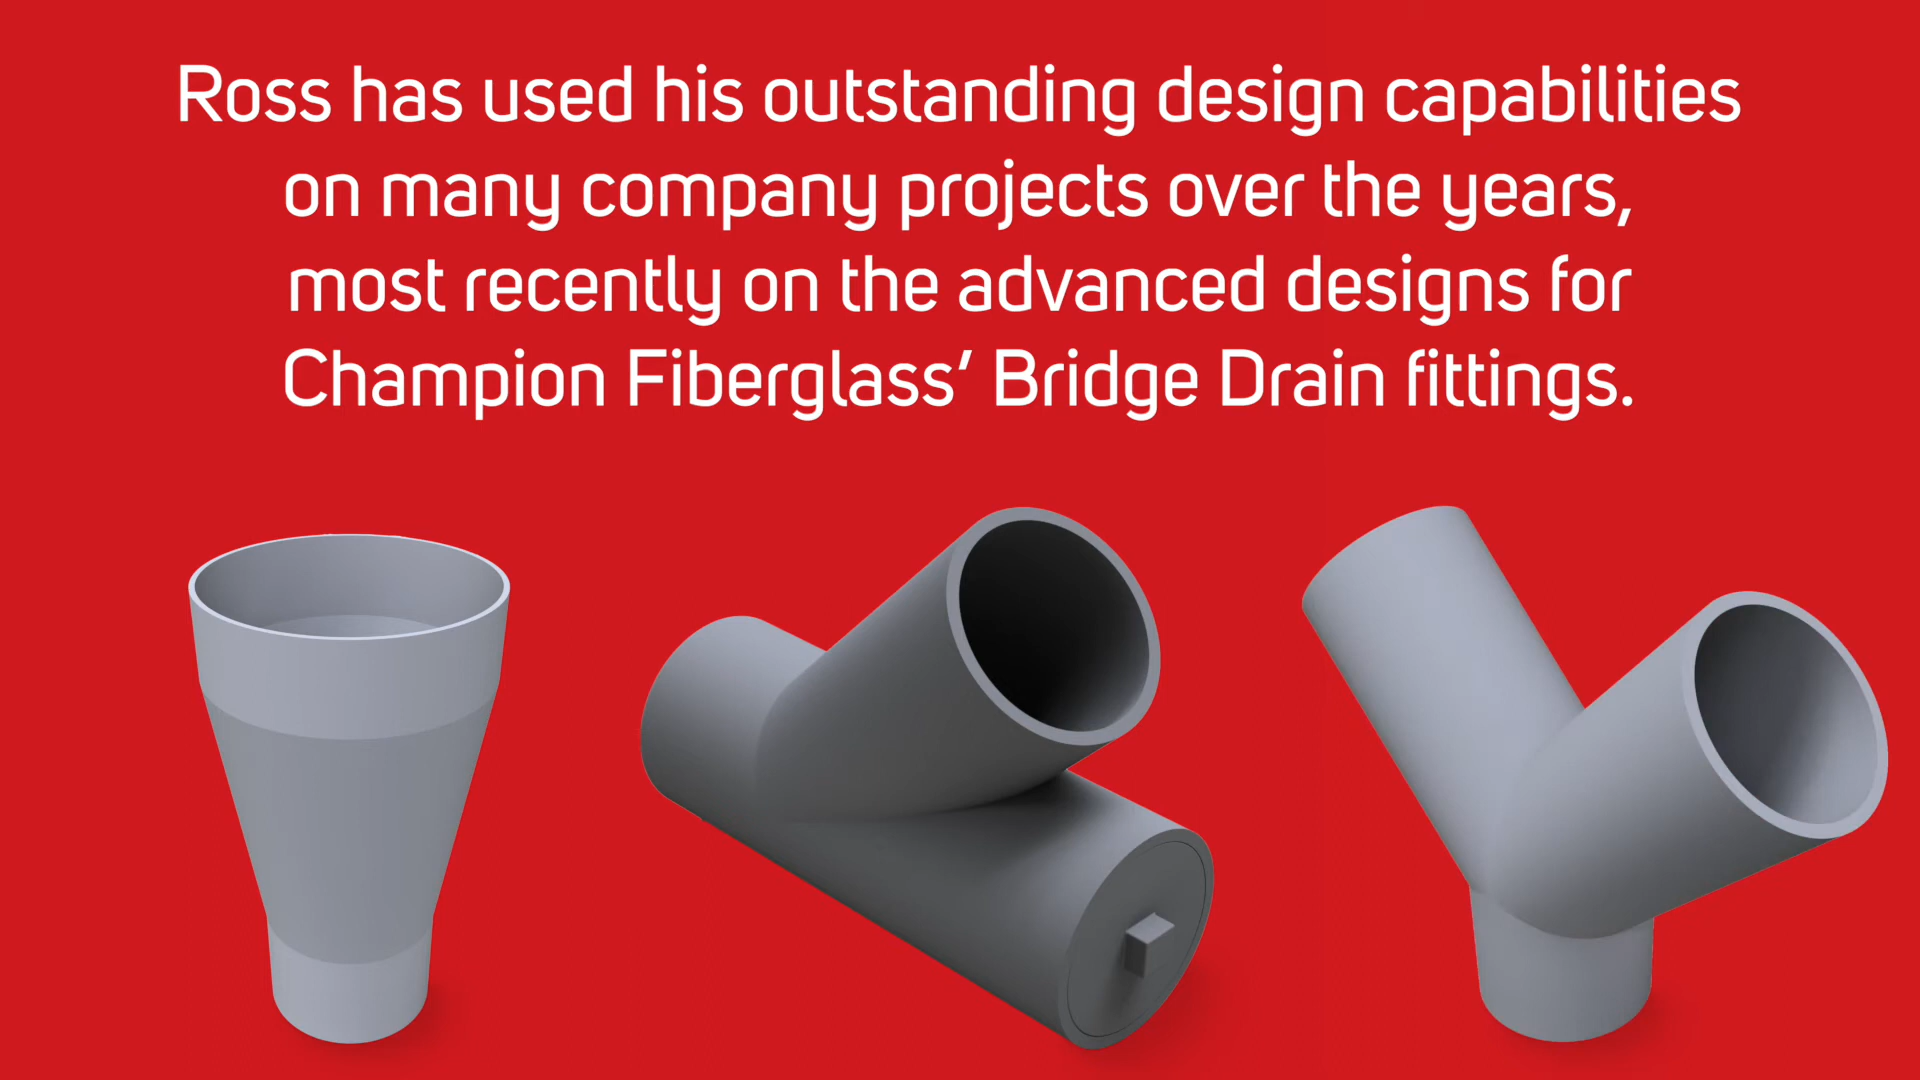 Ross has used his outstanding design capabilities
on many company projects over the years,
most recently on the advanced designs for
Champion Fiberglass’ Bridge Drain fittings.